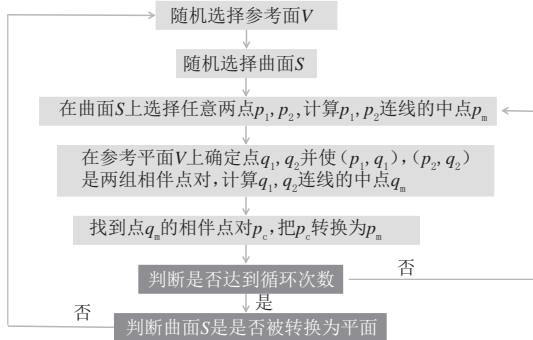 随机选择参考面V
随机选择曲面S
在曲面S上选择任意两点p₁,p₂,计算p₁,p₂连线的中点pₘ
在参考平面V上确定点q₁,q₂并使(p₁,q₁),(p₂,q₂)
是两组相伴点对,计算q₁,q₂连线的中点qₘ
找到点qₘ的相伴点对p꜀,把p꜀转换为pₘ
判断是否达到循环次数
否
是
否
判断曲面S是是否被转换为平面